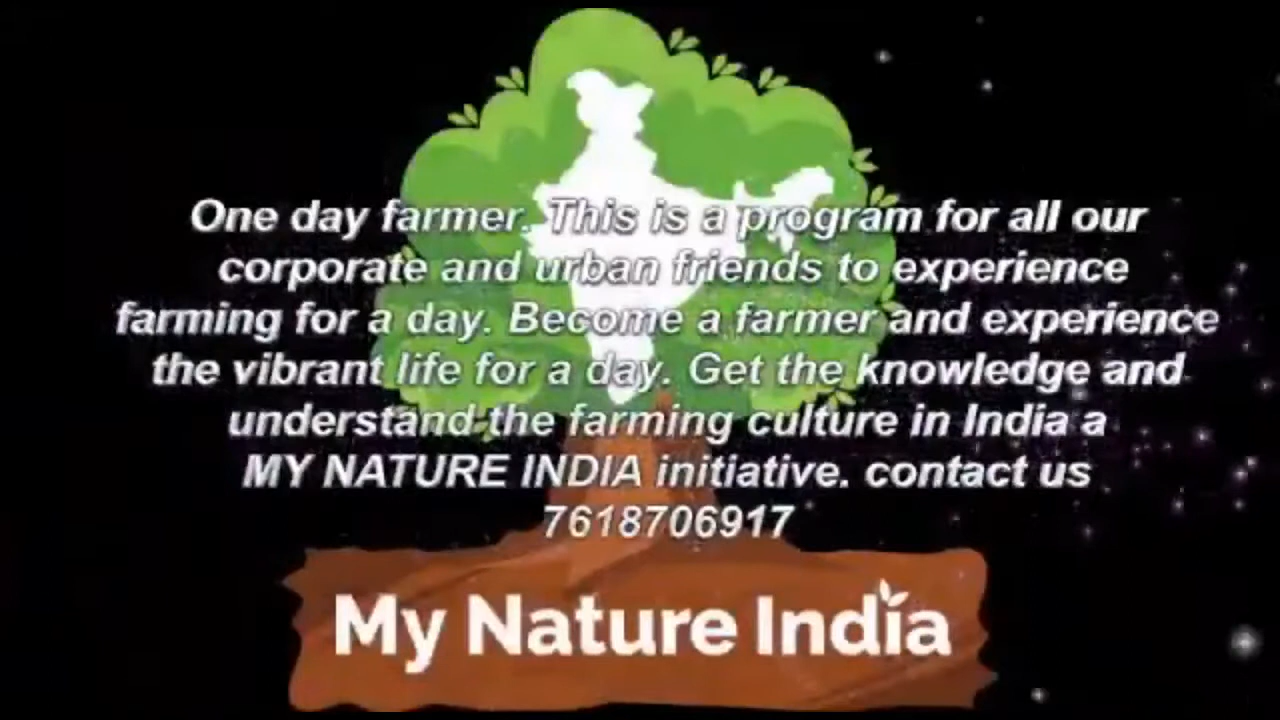 One day farmer. This is a program for all our
corporate and urban friends to experience
farming for a day. Become a farmer and experience
the vibrant life for a day. Get the knowledge and
understand the farming culture in India a
MY NATURE INDIA initiative. contact us
7618706917
My Nature India